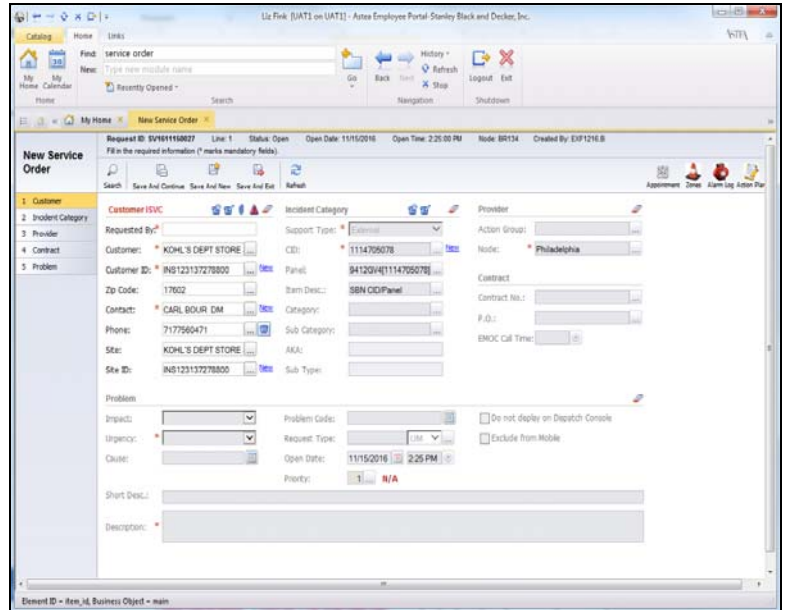 Liz Fink [UAT1 on UAT1] - Astea Employee Portal-Stanley Black and Decker, Inc.
Catalog Home Links
Find: service order
New: Type new module name
Recently Opened
My Home My Calendar Go Back Next History Refresh Stop Logout Exit
Home Search Navigation Shutdown
My Home New Service Order
New Service Order
Request ID: SV1611150027 Line: 1 Status: Open Open Date: 11/15/2016 Open Time: 2:25:00 PM Node: BR134 Created By: EXF1216.B
Fill in the required information (* marks mandatory fields).
Search Save And Continue Save And New Save And Exit Refresh Appointment Zones Alarm Log Action Plan
1 Customer
2 Incident Category
3 Provider
4 Contract
5 Problem
Customer ISVC Incident Category Provider
Requested By:* Support Type: * External Action Group:
Customer: * KOHL'S DEPT STORE ... CID: * 1114705078 ... New Node: * Philadelphia
Customer ID: * INS123137278800 ... New Panel: 9412GV4[1114705078] ...
Contract
Zip Code: 17602 ... Item Desc.: SBN CID/Panel ... Contract No.: ...
Contact: * CARL BOUR DM ... New Category: ... P.O.: ...
Phone: 7177560471 ... Sub Category: ... EMOC Call Time:
Site: KOHL'S DEPT STORE ... AKA:
Site ID: INS123137278800 ... New Sub Type:
Problem
Impact: Problem Code: Do not display on Dispatch Console
Urgency: * Request Type: UM ... Exclude from Mobile
Cause: Open Date: 11/15/2016 2:25 PM
Priority: 1 ... N/A
Short Desc.:
Description: *
Element ID = item_id, Business Object = main